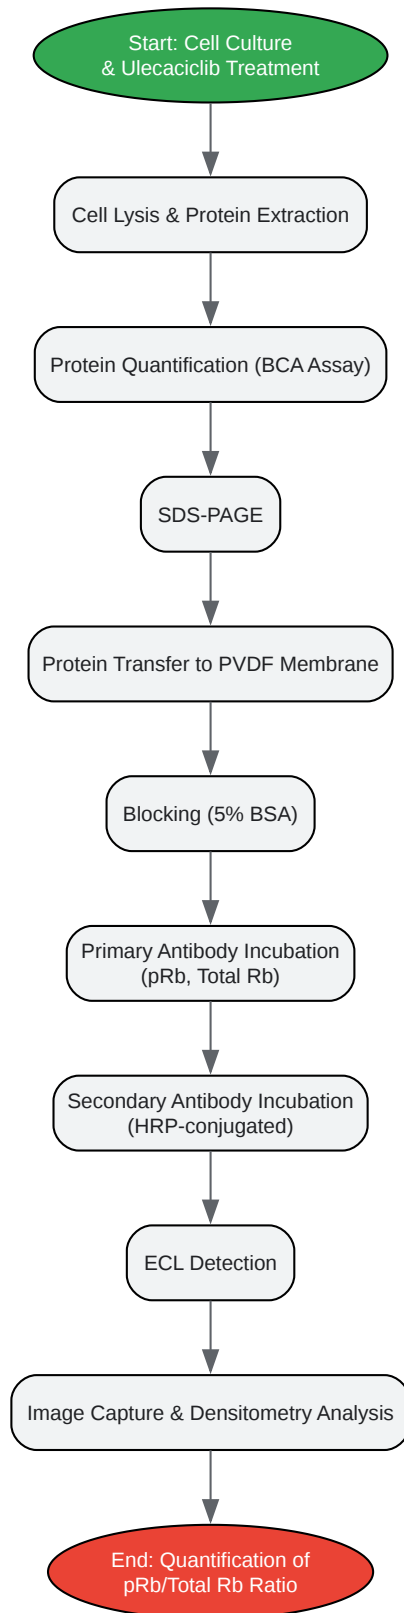 Start: Cell Culture
& Ulecaciclib Treatment
Cell Lysis & Protein Extraction
Protein Quantification (BCA Assay)
SDS-PAGE
Protein Transfer to PVDF Membrane
Blocking (5% BSA)
Primary Antibody Incubation
(pRb, Total Rb)
Secondary Antibody Incubation
(HRP-conjugated)
ECL Detection
Image Capture & Densitometry Analysis
End: Quantification of
pRb/Total Rb Ratio